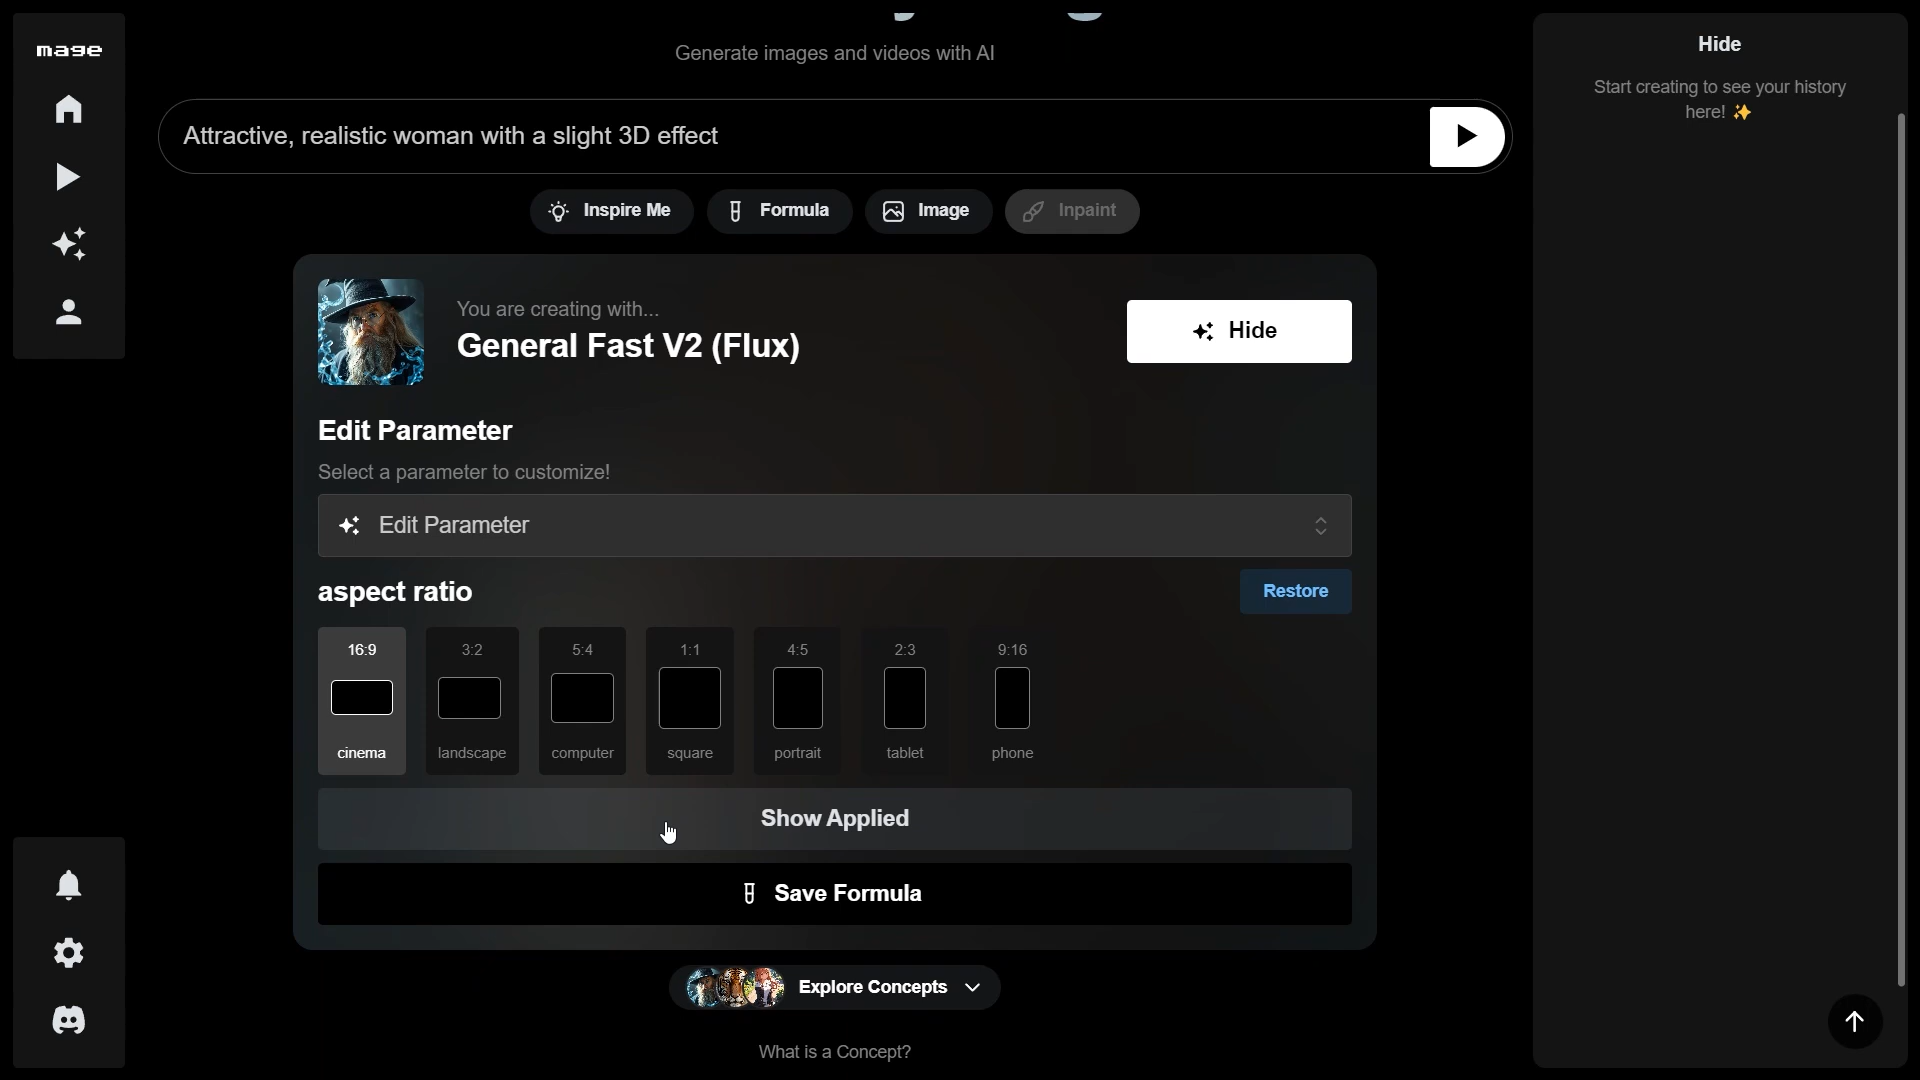 mage
Generate images and videos with AI
Attractive, realistic woman with a slight 3D effect
Inspire Me
Formula
Image
Inpaint
You are creating with...
General Fast V2 (Flux)
Hide
Edit Parameter
Select a parameter to customize!
Edit Parameter
aspect ratio
Restore
16:9
3:2
5:4
1:1
4:5
2:3
9:16
cinema
landscape
computer
square
portrait
tablet
phone
Show Applied
Save Formula
Explore Concepts
What is a Concept?
Hide
Start creating to see your history
here! ✨